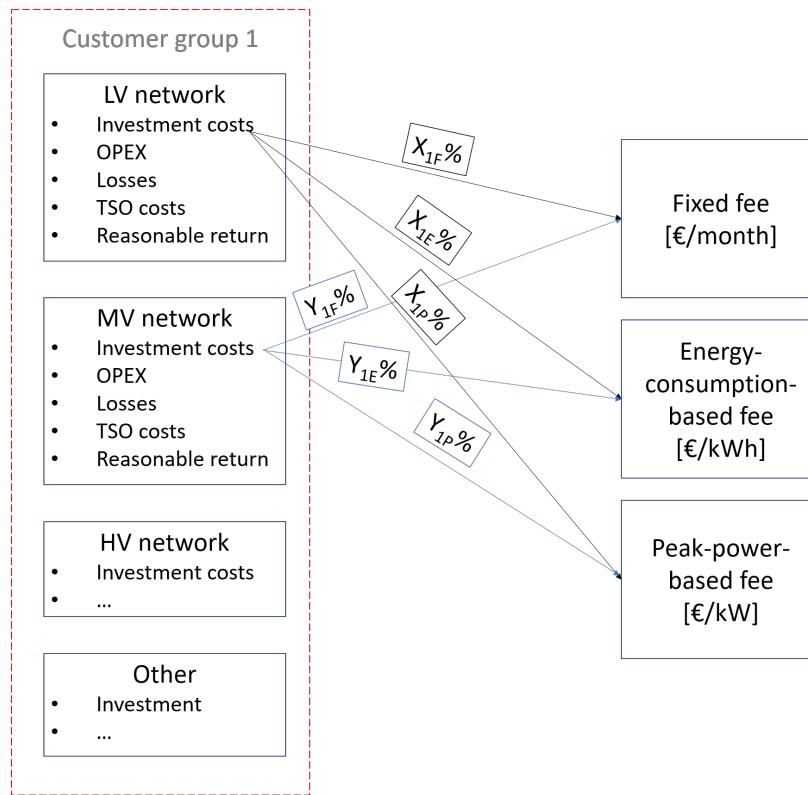 Customer group 1
LV network
• Investment costs
• OPEX
• Losses
• TSO costs
• Reasonable return
MV network
• Investment costs
• OPEX
• Losses
• TSO costs
• Reasonable return
HV network
• Investment costs
• ...
Other
• Investment
• ...
X1F%
X1E%
X1P%
Y1F%
Y1E%
Y1P%
Fixed fee
[€/month]
Energy-
consumption-
based fee
[€/kWh]
Peak-power-
based fee
[€/kW]